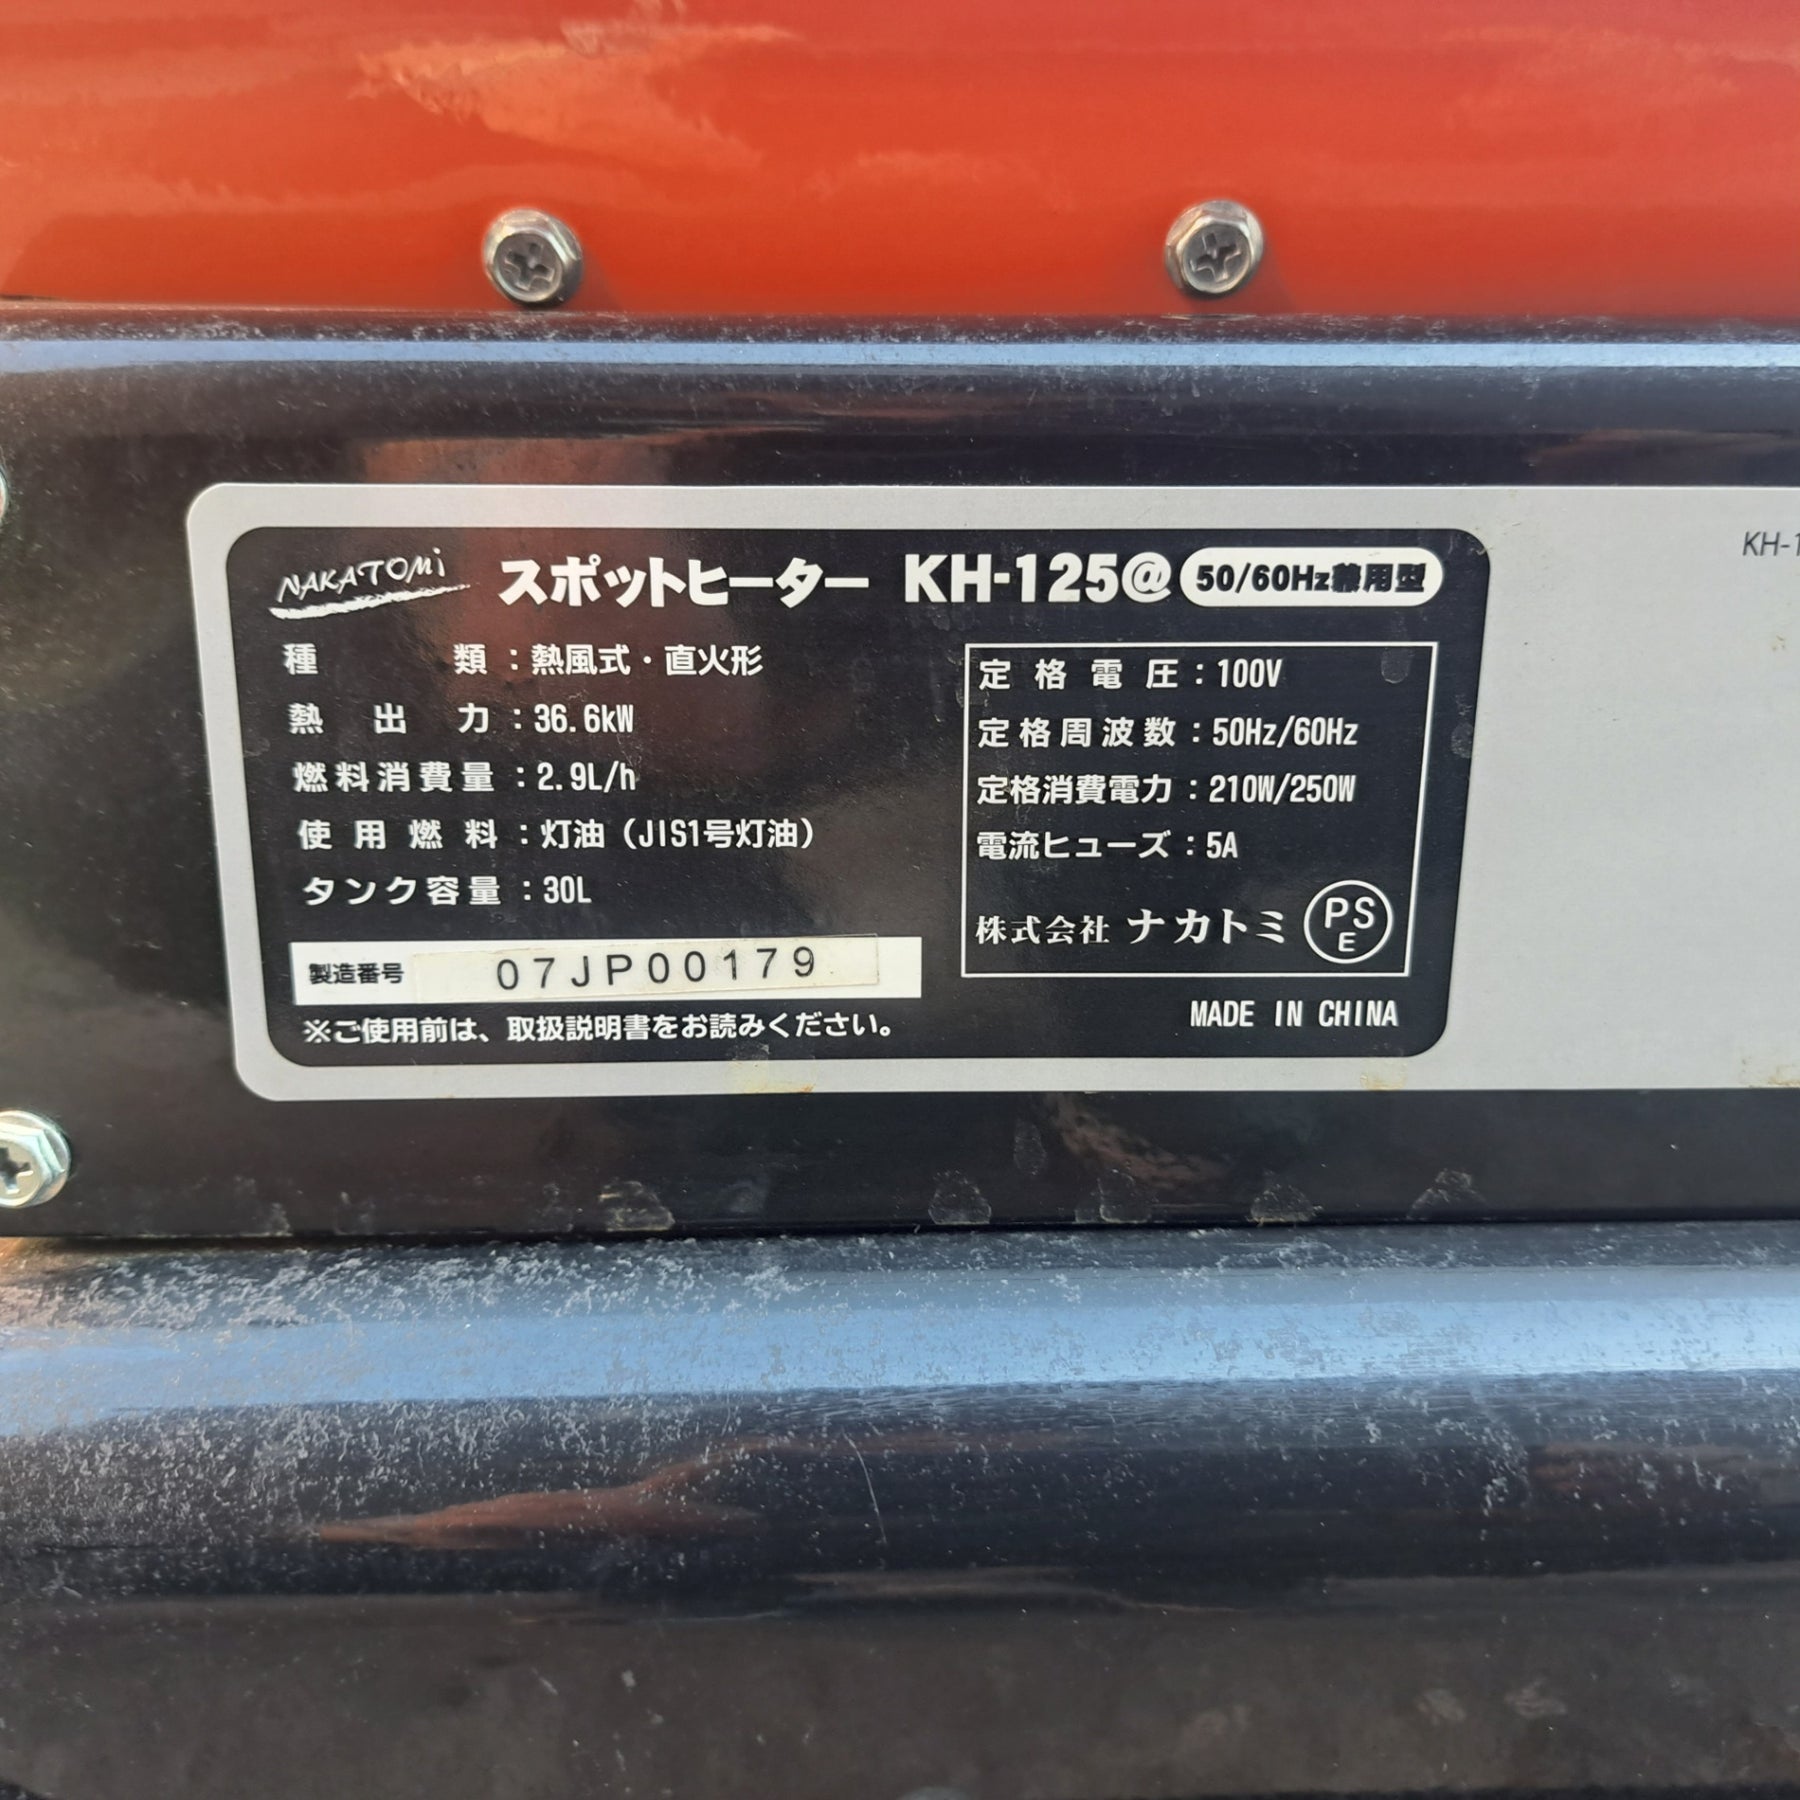 NAKATOMi スポットヒーター KH-125@ 50/60Hz兼用型
種類：熱風式・直火形
熱出力：36.6kW
燃料消費量：2.9L/h
使用燃料：灯油（JIS1号灯油）
タンク容量：30L
製造番号 07JP00179
※ご使用前は、取扱説明書をお読みください。
定格電圧：100V
定格周波数：50Hz/60Hz
定格消費電力：210W/250W
電流ヒューズ：5A
株式会社 ナカトミ PSE
MADE IN CHINA
KH-1